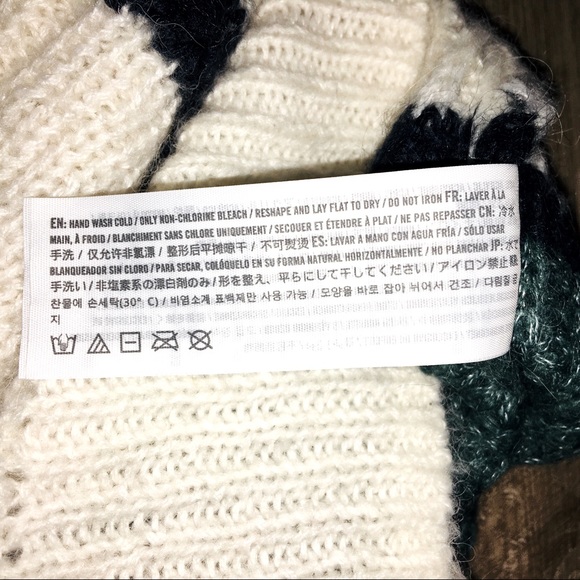 EN: HAND WASH COLD / ONLY NON-CHLORINE BLEACH / RESHAPE AND LAY FLAT TO DRY / DO NOT IRON FR: LAVER À LA
MAIN, À FROID / BLANCHIMENT SANS CHLORE UNIQUEMENT / SECOUER ET ÉTENDRE À PLAT / NE PAS REPASSER CN: 冷水
手洗 / 仅允许非氯漂 / 整形后平摊晾干 / 不可熨烫 ES: LAVAR A MANO CON AGUA FRÍA / SÓLO USAR
BLANQUEADOR SIN CLORO / PARA SECAR, COLÓQUELO EN SU FORMA NATURAL HORIZONTALMENTE / NO PLANCHAR JP: 水で
手洗い / 非塩素系の漂白剤のみ / 形を整え、平らにして干してください / アイロン禁止
찬물에 손세탁(30° C) / 비염소계 표백제만 사용 가능 / 모양을 바로 잡아 뉘어서 건조 / 다림질 금
지